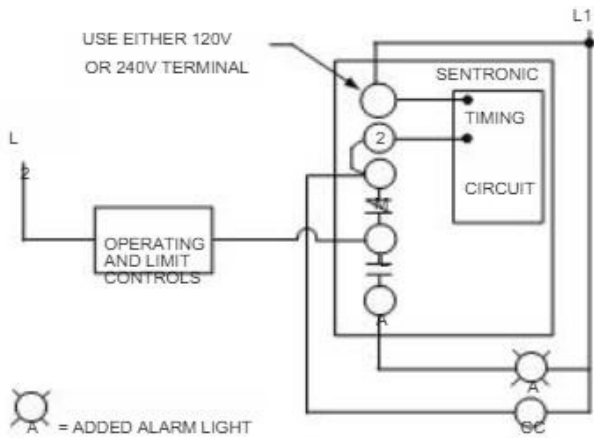 L1
USE EITHER 120V
OR 240V TERMINAL
SENTRONIC
TIMING
2
L
2
CIRCUIT
OPERATING
AND LIMIT
CONTROLS
A
A
CC
A = ADDED ALARM LIGHT